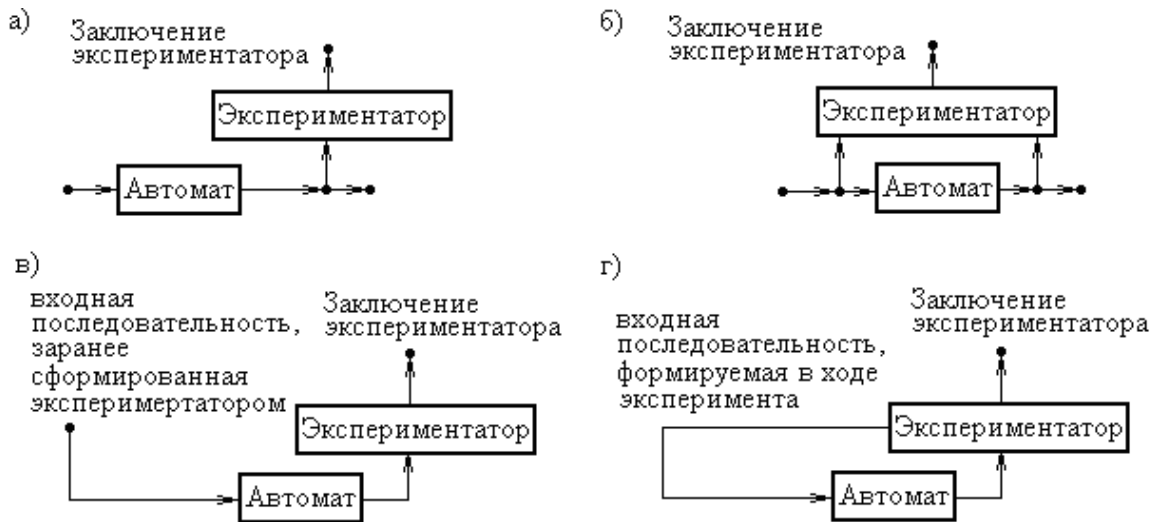 а)
Заключение
экспериментатора
Экспериментатор
Автомат
б)
Заключение
экспериментатора
Экспериментатор
Автомат
в)
входная
последовательность,
заранее
сформированная
эксперимертатором
Заключение
экспериментатора
Экспериментатор
Автомат
г)
входная
последовательность,
формируемая в ходе
эксперимента
Заключение
экспериментатора
Экспериментатор
Автомат